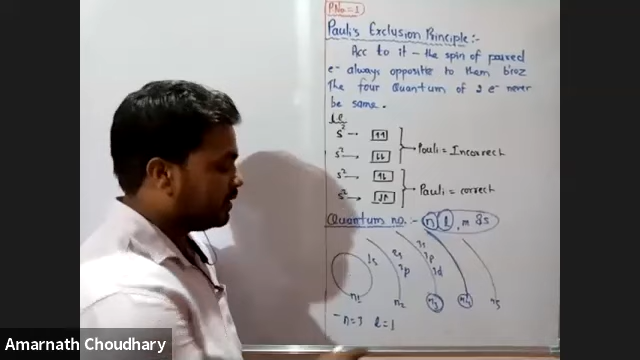 P.No=1
Pauli's Exclusion Principle:-
Acc to it - the spin of paired
e- always opposite to them b'coz
The four Quantum of 2 e- never
be same.
ie
s² → ↿↿
s² → ⇂⇂
Pauli = Incorrect
s² → ↿⇂
s² → ⇂↿
Pauli = correct
Quantum no. :- n l, m &s
1s 2s 2p 3s 3p 3d
n1 n2 n3 n4 n5
- n=3 l=1
Amarnath Choudhary